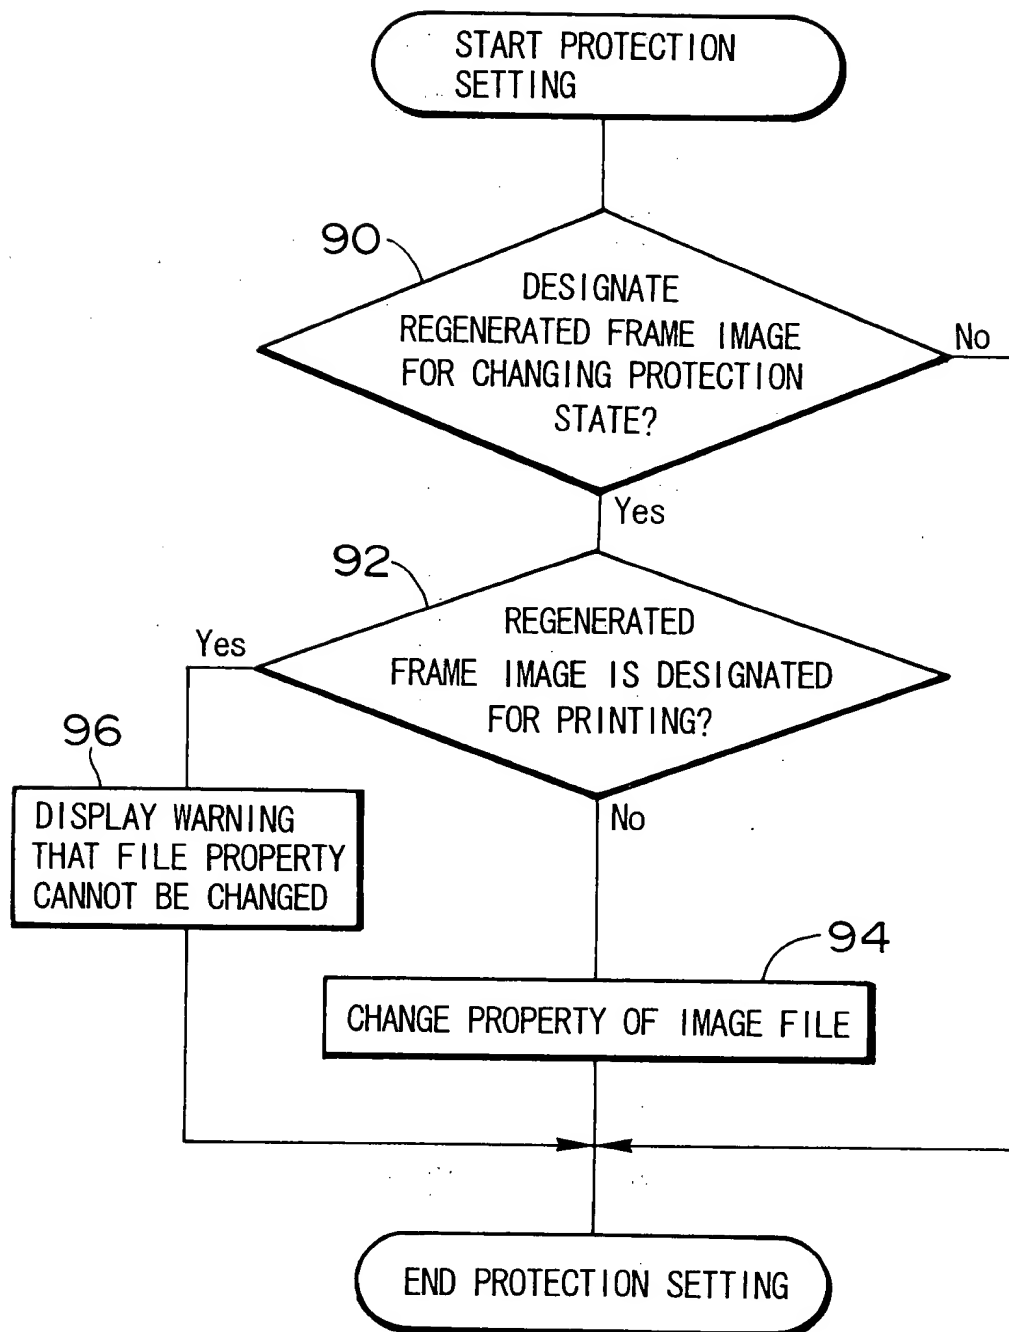 START PROTECTION
SETTING
90
DESIGNATE
REGENERATED FRAME IMAGE
FOR CHANGING PROTECTION
STATE?
No
Yes
92
REGENERATED
FRAME IMAGE IS DESIGNATED
FOR PRINTING?
Yes
96
DISPLAY WARNING
THAT FILE PROPERTY
CANNOT BE CHANGED
No
94
CHANGE PROPERTY OF IMAGE FILE
END PROTECTION SETTING